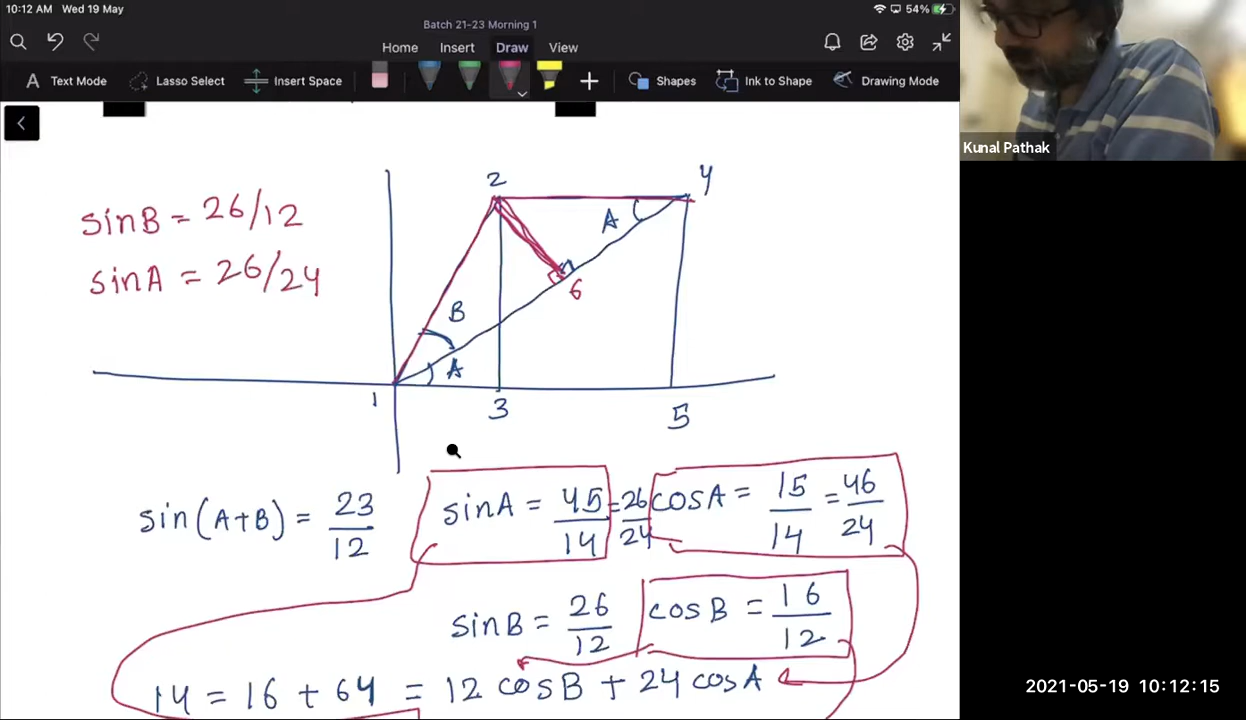 10:12 AM Wed 19 May
54%
Batch 21-23 Morning 1
Home Insert Draw View
Text Mode Lasso Select Insert Space Shapes Ink to Shape Drawing Mode
Kunal Pathak
2
4
sinB = 26/12
A
sinA = 26/24
6
B
A
1
3
5
sin(A+B) = 23/12
sinA = 45/14 = 26/24
cosA = 15/14 = 46/24
sinB = 26/12
cosB = 16/12
14 = 16 + 64 = 12 cosB + 24 cosA
2021-05-19 10:12:15